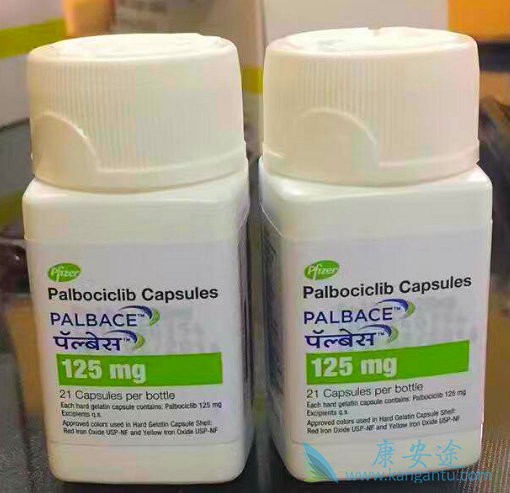 Pfizer
Palbociclib Capsules
PALBACE™
पॅल्बेस™
125 mg
21 Capsules per bottle
Each hard gelatin capsule contains: Palbociclib 125 mg
Excipients q.s.
Approved colors used in Hard Gelatin Capsule Shell:
Red Iron Oxide USP-NF and Yellow Iron Oxide USP-NF
Pfizer
Palbociclib Capsules
PALBACE™
पॅल्बेस™
125 mg
21 Capsules per bottle
Each hard gelatin capsule contains: Palbociclib 125 mg
Excipients q.s.
Approved colors used in Hard Gelatin Capsule Shell:
Red Iron Oxide USP-NF and Yellow Iron Oxide USP-NF
康安途
www.kangantu.com